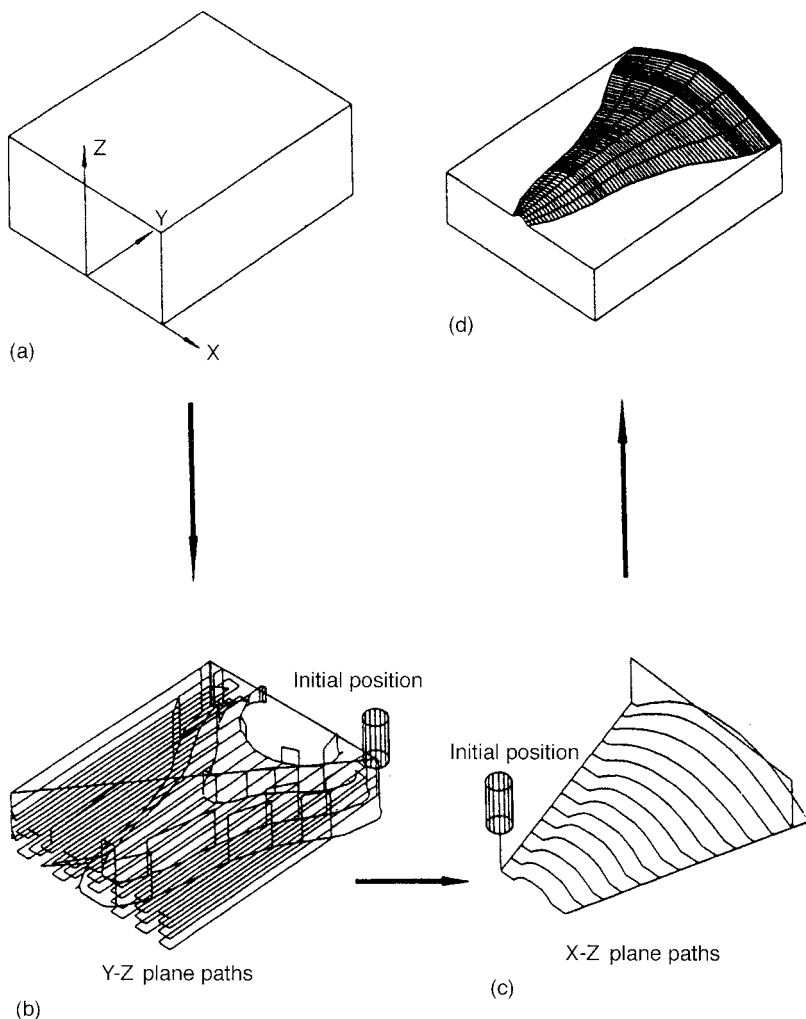 Z
Y
X
(a)
(d)
Initial position
Initial position
Y-Z plane paths
X-Z plane paths
(b)
(c)